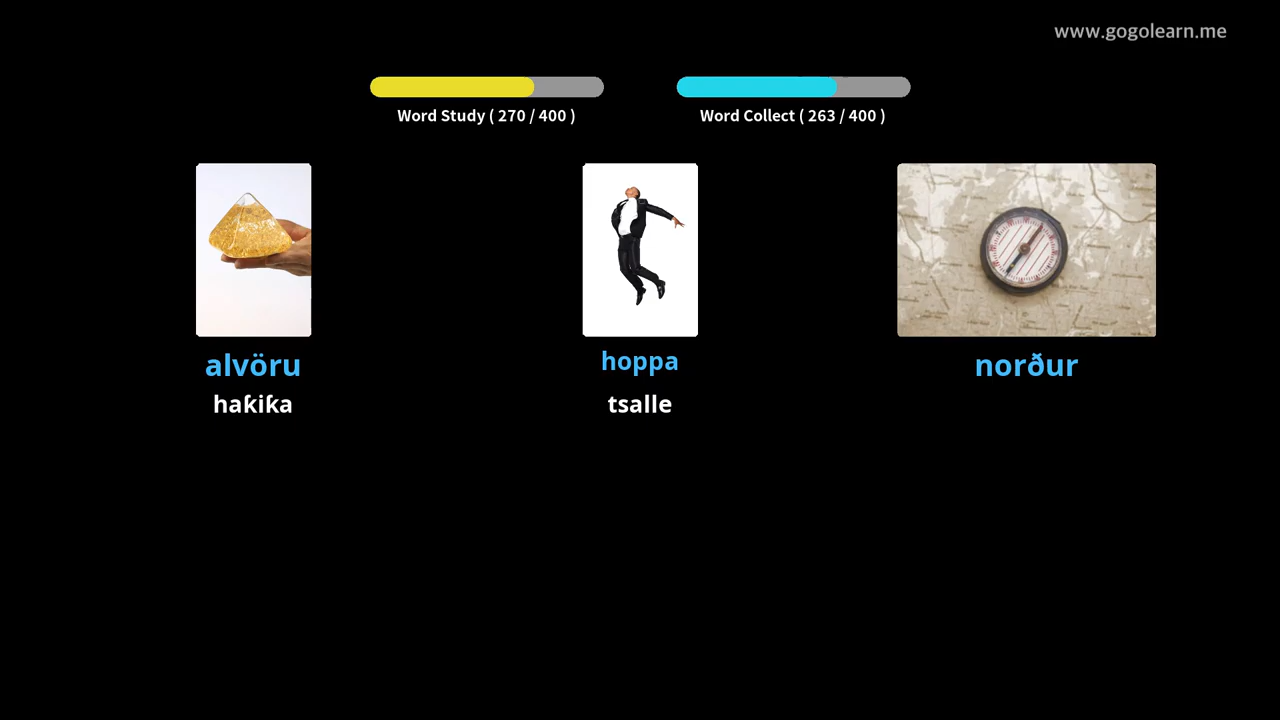 www.gogolearn.me
Word Study ( 270 / 400 )
Word Collect ( 263 / 400 )
alvöru
haƙiƙa
hoppa
tsalle
norður